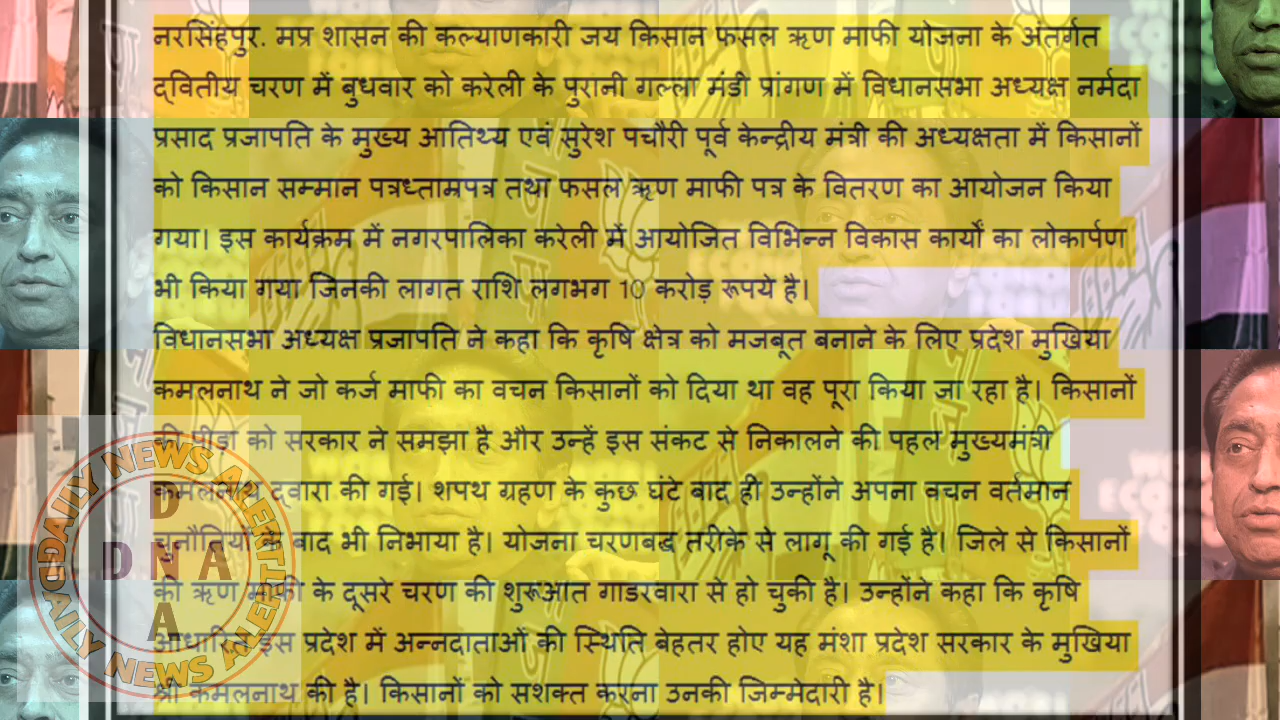 नरसिंहपुर. मप्र शासन की कल्याणकारी जय किसान फसल ऋण माफी योजना के अंतर्गत
द्वितीय चरण में बुधवार को करेली के पुरानी गल्ला मंडी प्रांगण में विधानसभा अध्यक्ष नर्मदा
प्रसाद प्रजापति के मुख्य आतिथ्य एवं सुरेश पचौरी पूर्व केन्द्रीय मंत्री की अध्यक्षता में किसानों
को किसान सम्मान पत्रध्ताम्रपत्र तथा फसल ऋण माफी पत्र के वितरण का आयोजन किया
गया। इस कार्यक्रम में नगरपालिका करेली में आयोजित विभिन्न विकास कार्यों का लोकार्पण
भी किया गया जिनकी लागत राशि लगभग 10 करोड़ रूपये है।
विधानसभा अध्यक्ष प्रजापति ने कहा कि कृषि क्षेत्र को मजबूत बनाने के लिए प्रदेश मुखिया
कमलनाथ ने जो कर्ज माफी का वचन किसानों को दिया था वह पूरा किया जा रहा है। किसानों
की पीड़ा को सरकार ने समझा है और उन्हें इस संकट से निकालने की पहल मुख्यमंत्री
कमलनाथ द्वारा की गई। शपथ ग्रहण के कुछ घंटे बाद ही उन्होंने अपना वचन वर्तमान
चुनौतियों के बाद भी निभाया है। योजना चरणबद्ध तरीके से लागू की गई है। जिले से किसानों
की ऋण माफी के दूसरे चरण की शुरूआत गाडरवारा से हो चुकी है। उन्होंने कहा कि कृषि
आधारित इस प्रदेश में अन्नदाताओं की स्थिति बेहतर होए यह मंशा प्रदेश सरकार के मुखिया
श्री कमलनाथ की है। किसानों को सशक्त करना उनकी जिम्मेदारी है।
DAILY NEWS ALERT
D
DNA
A
DAILY NEWS ALERT